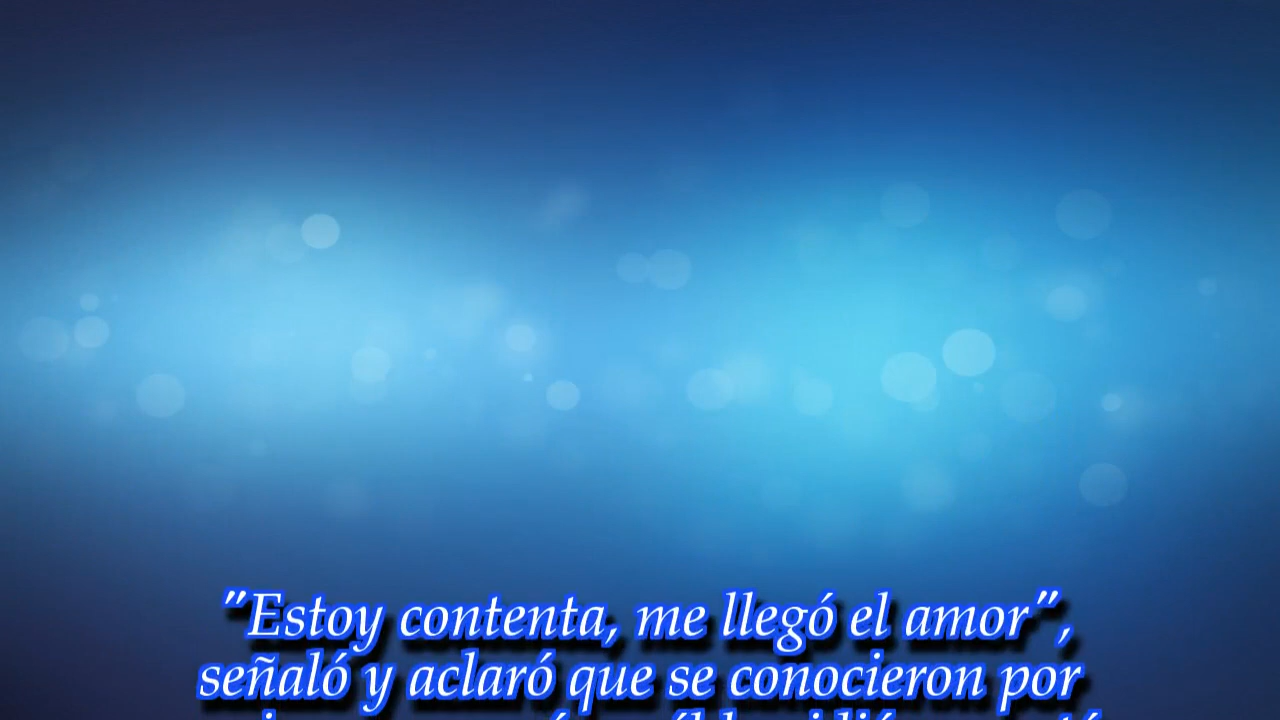 "Estoy contenta, me llegó el amor",
señaló y aclaró que se conocieron por